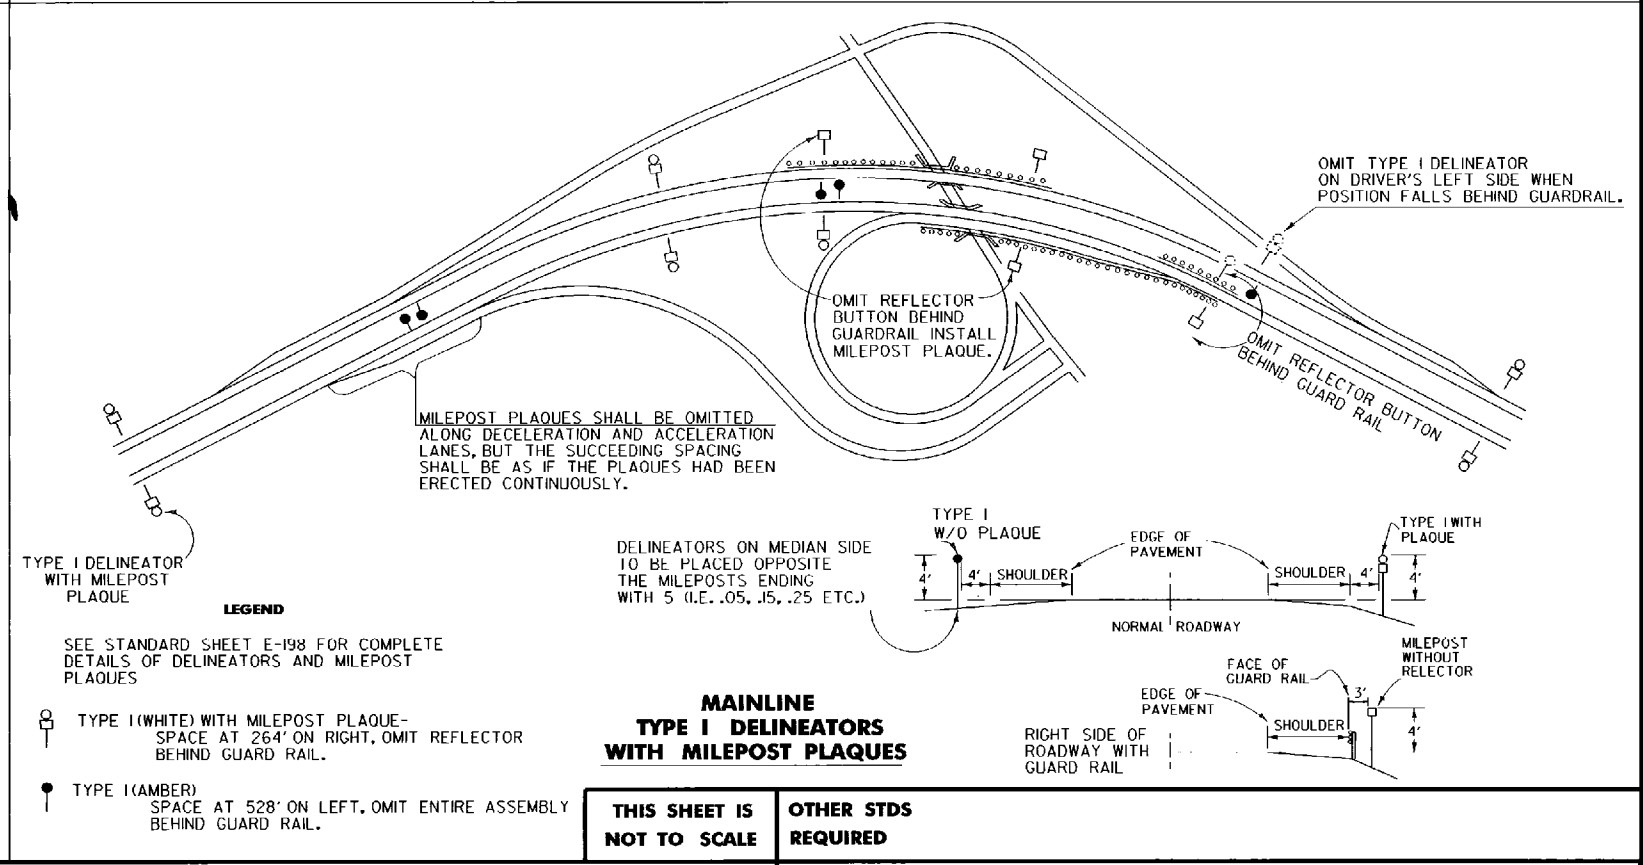 OMIT TYPE I DELINEATOR
ON DRIVER'S LEFT SIDE WHEN
POSITION FALLS BEHIND GUARDRAIL.
OMIT REFLECTOR
BUTTON BEHIND
GUARDRAIL INSTALL
MILEPOST PLAQUE.
OMIT REFLECTOR BUTTON
BEHIND GUARD RAIL
MILEPOST PLAQUES SHALL BE OMITTED
ALONG DECELERATION AND ACCELERATION
LANES, BUT THE SUCCEEDING SPACING
SHALL BE AS IF THE PLAQUES HAD BEEN
ERECTED CONTINUOUSLY.
TYPE I DELINEATOR
WITH MILEPOST
PLAQUE
LEGEND
SEE STANDARD SHEET E-198 FOR COMPLETE
DETAILS OF DELINEATORS AND MILEPOST
PLAQUES
TYPE I (WHITE) WITH MILEPOST PLAQUE-
SPACE AT 264' ON RIGHT, OMIT REFLECTOR
BEHIND GUARD RAIL.
TYPE I (AMBER)
SPACE AT 528' ON LEFT, OMIT ENTIRE ASSEMBLY
BEHIND GUARD RAIL.
DELINEATORS ON MEDIAN SIDE
TO BE PLACED OPPOSITE
THE MILEPOSTS ENDING
WITH 5 (I.E. .05, .15, .25 ETC.)
TYPE I
W/O PLAQUE
EDGE OF
PAVEMENT
TYPE I WITH
PLAQUE
4'
4'
SHOULDER
SHOULDER
4'
4'
NORMAL ROADWAY
MILEPOST
WITHOUT
RELECTOR
FACE OF
GUARD RAIL
3'
EDGE OF
PAVEMENT
SHOULDER
4'
RIGHT SIDE OF
ROADWAY WITH
GUARD RAIL
MAINLINE
TYPE I DELINEATORS
WITH MILEPOST PLAQUES
THIS SHEET IS
NOT TO SCALE
OTHER STDS
REQUIRED